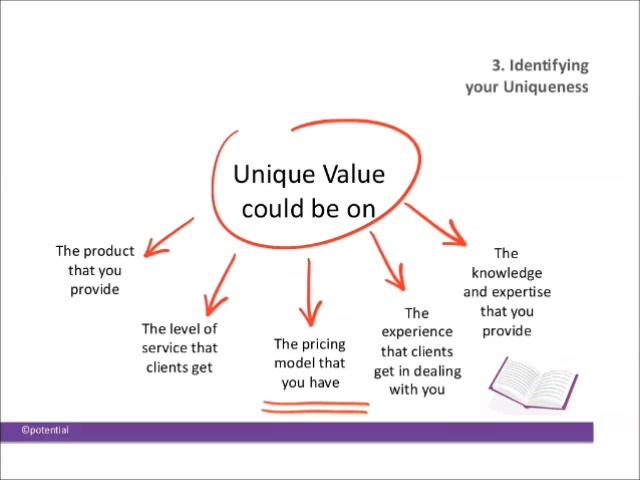 3. Identifying
your Uniqueness
Unique Value
could be on
The product
that you
provide
The level of
service that
clients get
The pricing
model that
you have
The
experience
that clients
get in dealing
with you
The
knowledge
and expertise
that you
provide
©potential